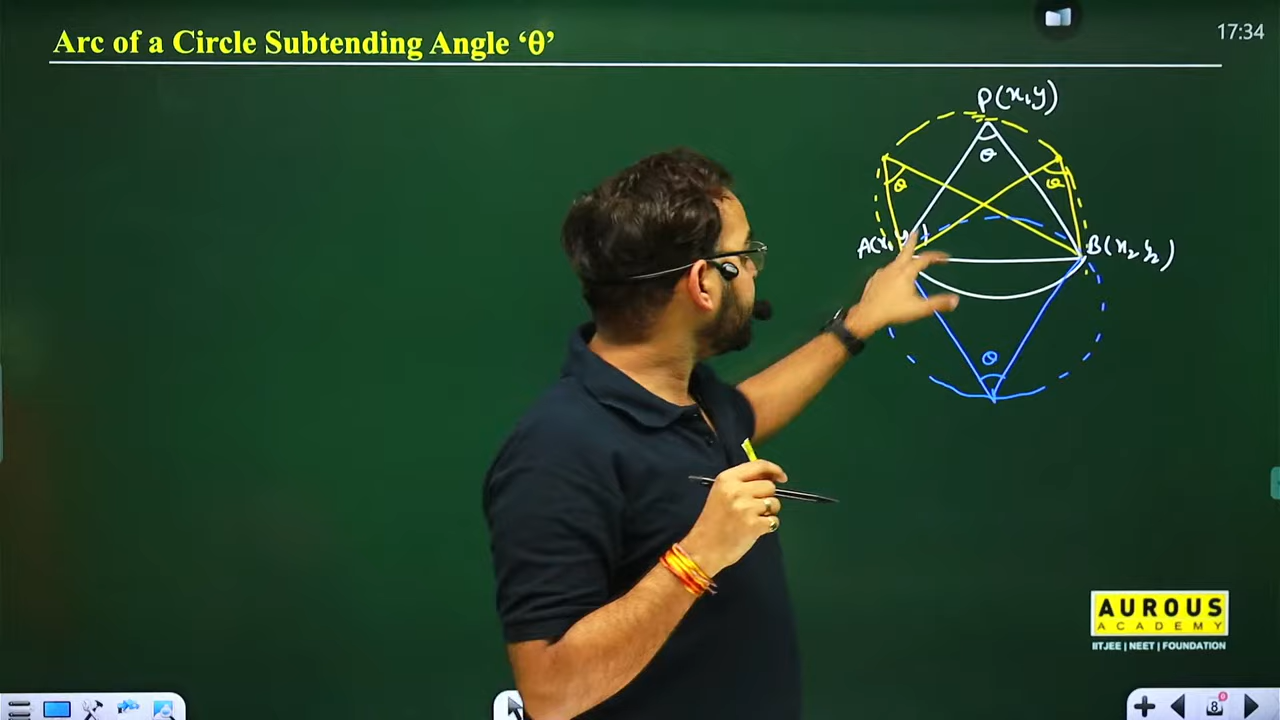 Arc of a Circle Subtending Angle ‘θ’
17:34
P(x,y)
θ
θ
θ
B(x₂ y₂)
θ
AUROUS
ACADEMY
IITJEE | NEET | FOUNDATION
8